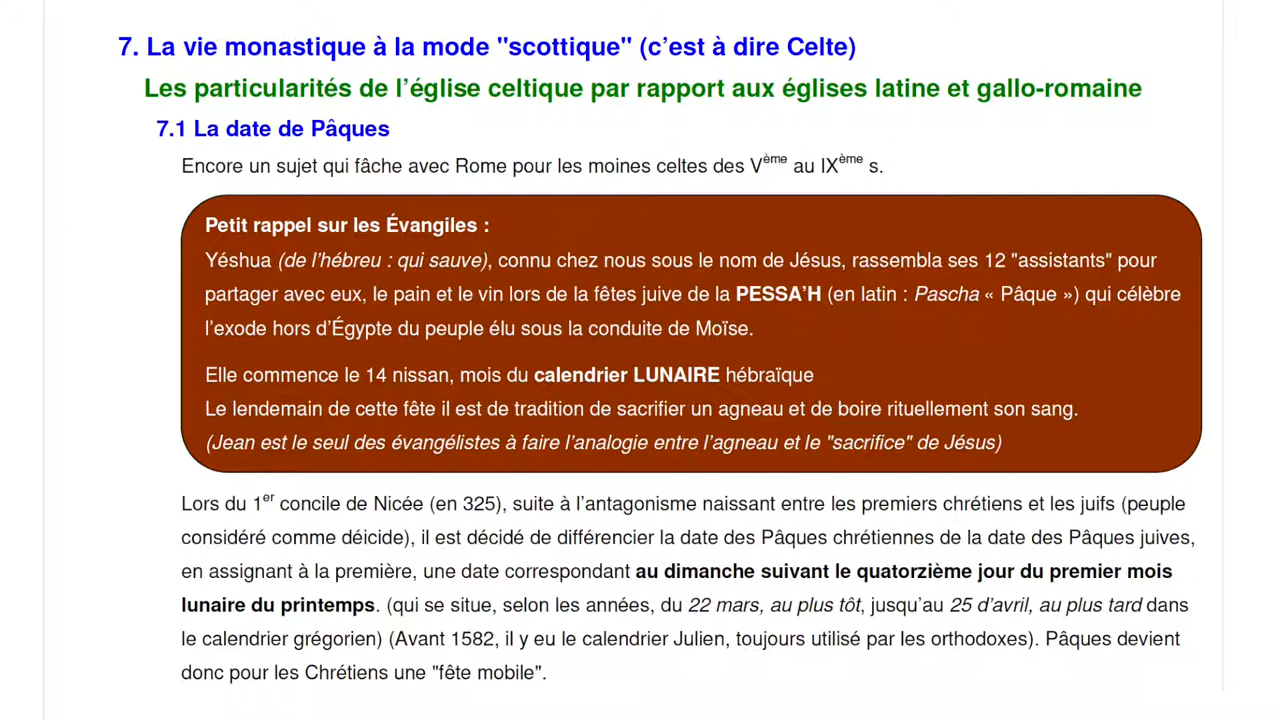 7. La vie monastique à la mode "scottique" (c’est à dire Celte)
Les particularités de l’église celtique par rapport aux églises latine et gallo-romaine
7.1 La date de Pâques
Encore un sujet qui fâche avec Rome pour les moines celtes des Vème au IXème s.
Petit rappel sur les Évangiles :
Yéshua (de l’hébreu : qui sauve), connu chez nous sous le nom de Jésus, rassembla ses 12 "assistants" pour
partager avec eux, le pain et le vin lors de la fêtes juive de la PESSA’H (en latin : Pascha « Pâque ») qui célèbre
l’exode hors d’Égypte du peuple élu sous la conduite de Moïse.
Elle commence le 14 nissan, mois du calendrier LUNAIRE hébraïque
Le lendemain de cette fête il est de tradition de sacrifier un agneau et de boire rituellement son sang.
(Jean est le seul des évangélistes à faire l’analogie entre l’agneau et le "sacrifice" de Jésus)
Lors du 1er concile de Nicée (en 325), suite à l’antagonisme naissant entre les premiers chrétiens et les juifs (peuple
considéré comme déicide), il est décidé de différencier la date des Pâques chrétiennes de la date des Pâques juives,
en assignant à la première, une date correspondant au dimanche suivant le quatorzième jour du premier mois
lunaire du printemps. (qui se situe, selon les années, du 22 mars, au plus tôt, jusqu’au 25 d’avril, au plus tard dans
le calendrier grégorien) (Avant 1582, il y eu le calendrier Julien, toujours utilisé par les orthodoxes). Pâques devient
donc pour les Chrétiens une "fête mobile".